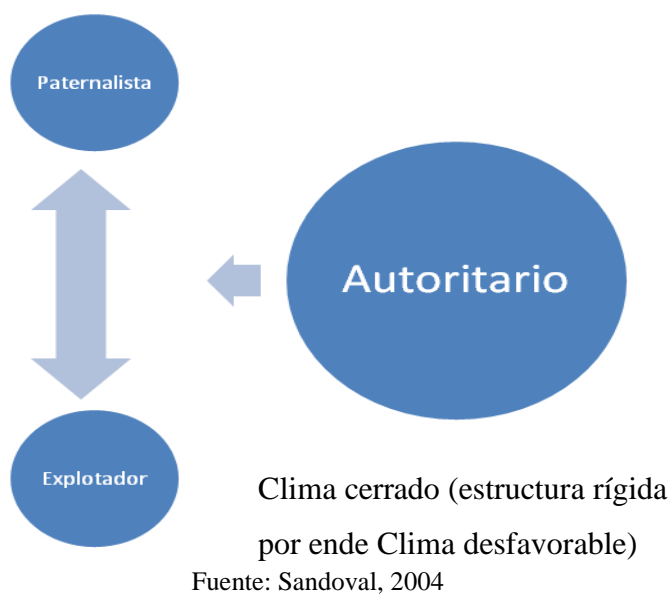 Paternalista
Autoritario
Explotador
Clima cerrado (estructura rígida
por ende Clima desfavorable)
Fuente: Sandoval, 2004